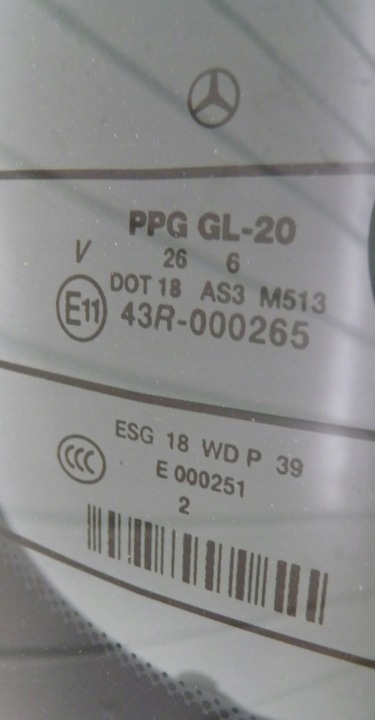 PPG GL-20
V 26 6
DOT 18 AS3 M513
E11 43R-000265
ESG 18 WD P 39
CCC E 000251
2